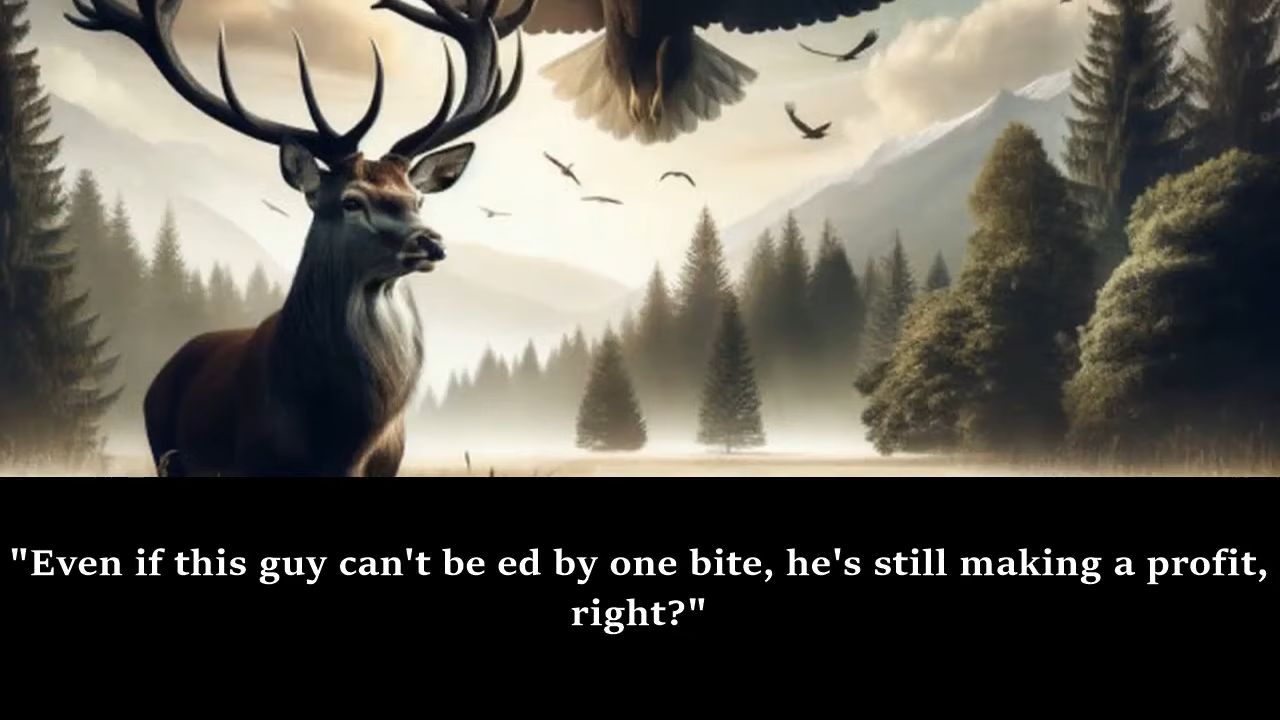 "Even if this guy can't be ed by one bite, he's still making a profit,
right?"